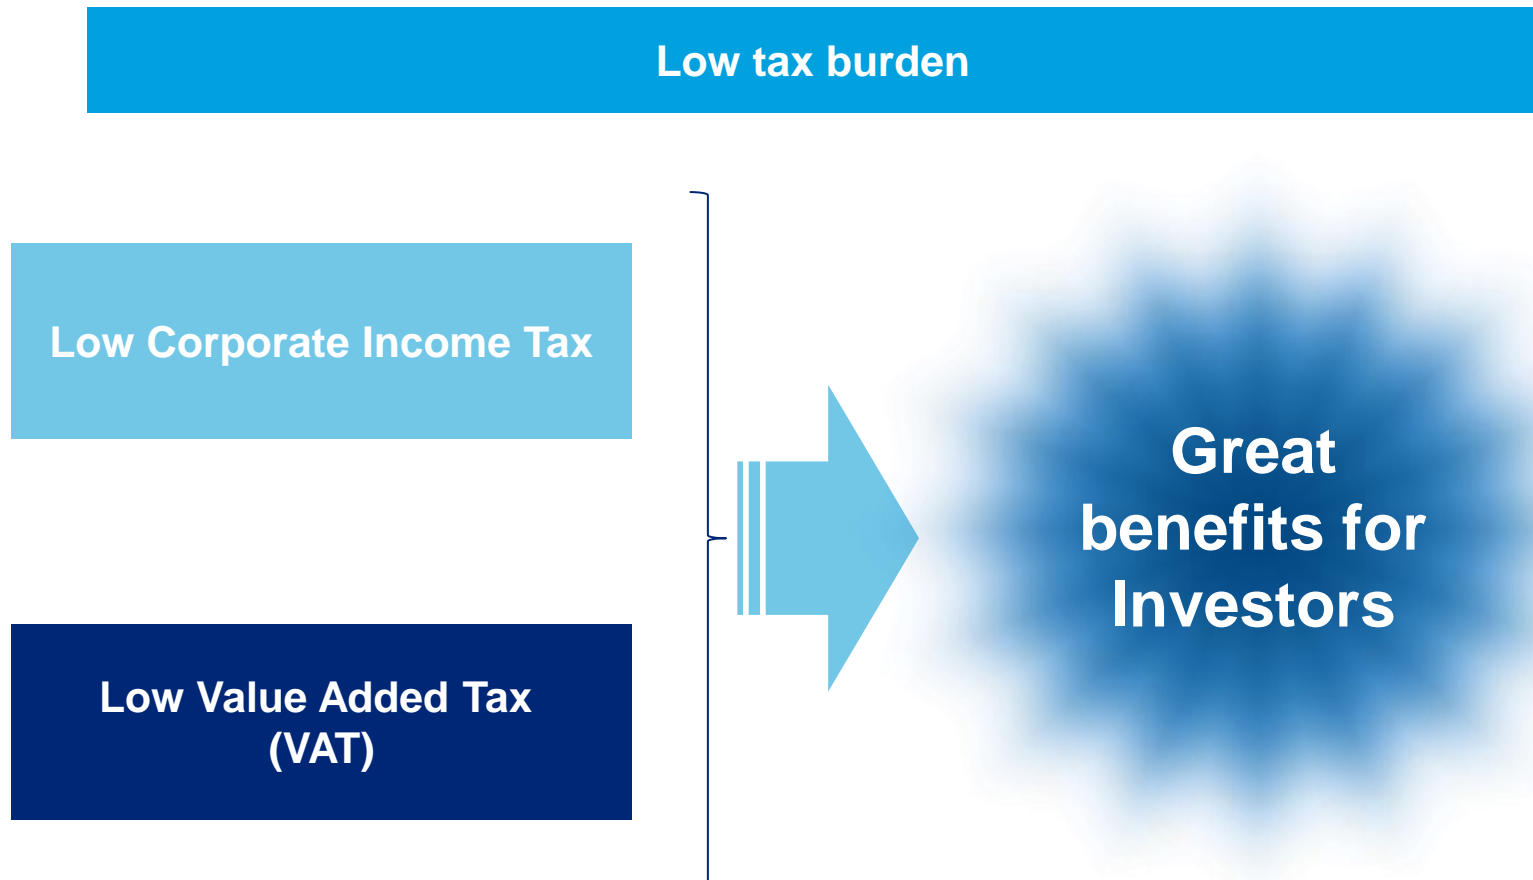 Low tax burden
Low Corporate Income Tax
Great
benefits for
Investors
Low Value Added Tax
(VAT)